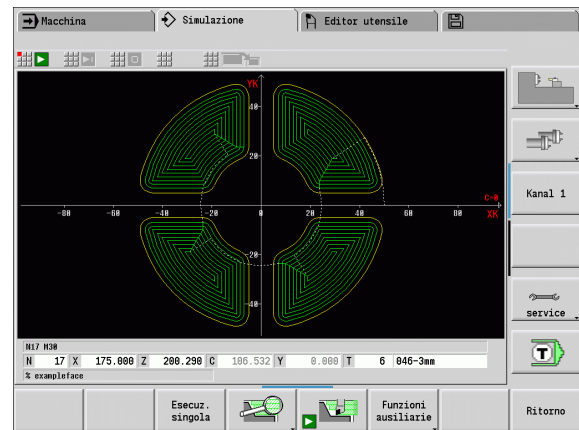 Macchina Simulazione Editor utensile
YK
40
20
C=0
-80 -60 -40 -20 0 20 40 60 80 XK
Kanal 1
-20
-40
service
N17 M30
N 17 X 175.000 Z 200.290 C 106.532 Y 0.000 T 6 046-3mm
% exampleface
T
Esecuz. singola
Funzioni ausiliarie
Ritorno